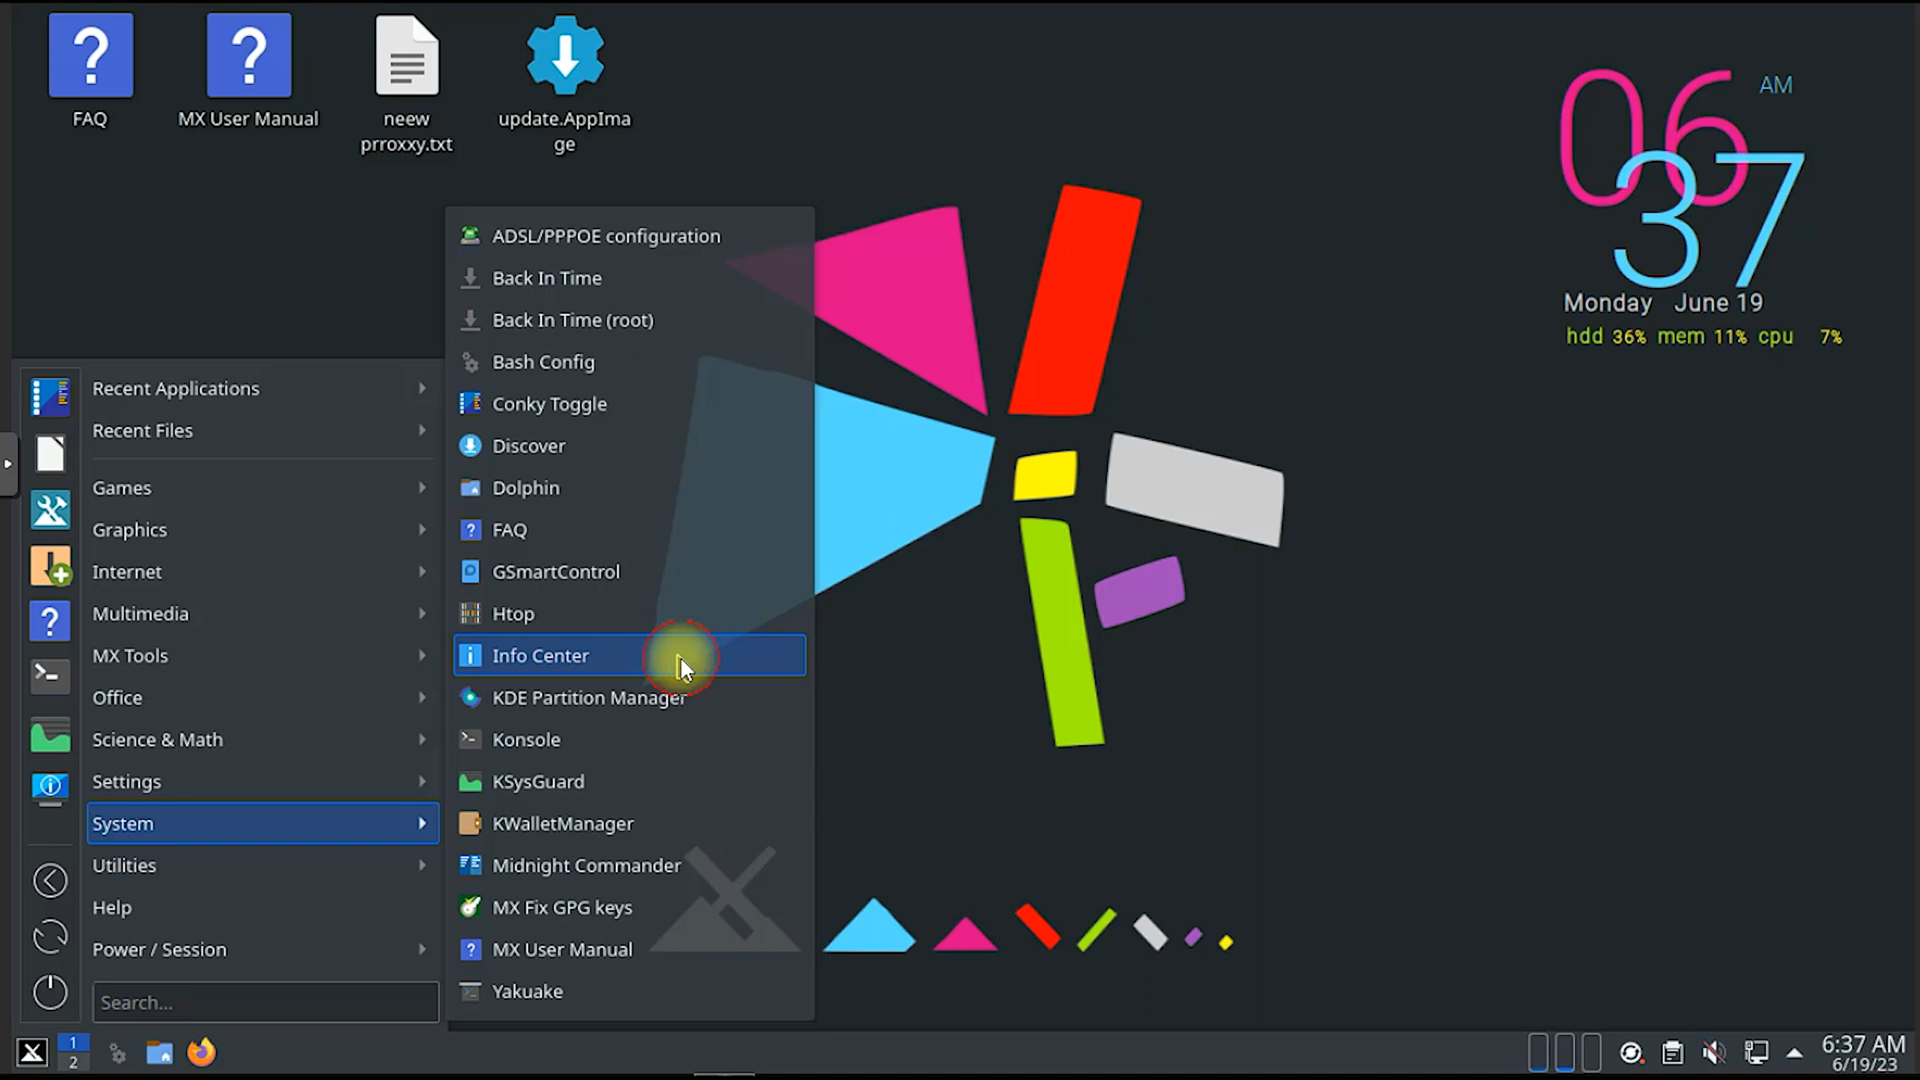 FAQ
MX User Manual
neew
prroxxy.txt
update.AppIma
ge
06 AM
37
Monday June 19
hdd 36% mem 11% cpu 7%
Recent Applications
Recent Files
Games
Graphics
Internet
Multimedia
MX Tools
Office
Science & Math
Settings
System
Utilities
Help
Power / Session
Search...
ADSL/PPPOE configuration
Back In Time
Back In Time (root)
Bash Config
Conky Toggle
Discover
Dolphin
FAQ
GSmartControl
Htop
Info Center
KDE Partition Manager
Konsole
KSysGuard
KWalletManager
Midnight Commander
MX Fix GPG keys
MX User Manual
Yakuake
1
2
6:37 AM
6/19/23